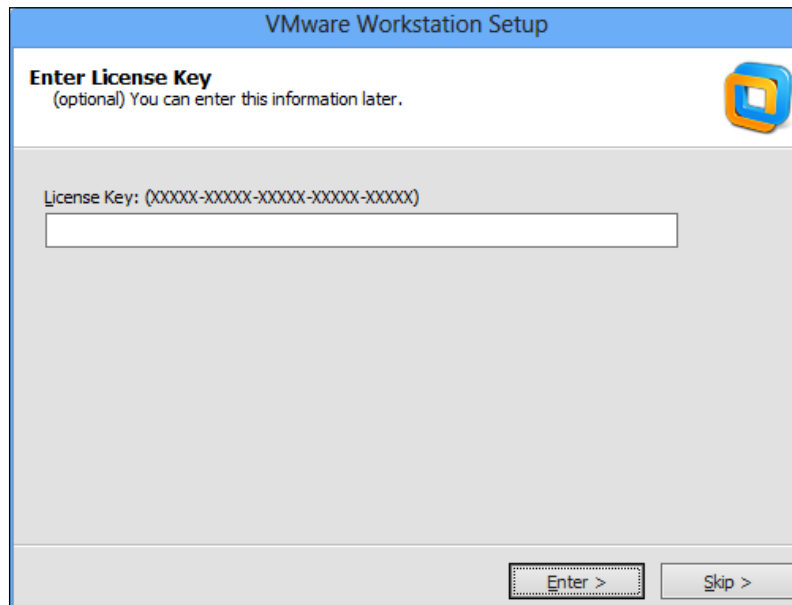 VMware Workstation Setup
Enter License Key
(optional) You can enter this information later.
License Key: (XXXXX-XXXXX-XXXXX-XXXXX-XXXXX)
Enter > Skip >